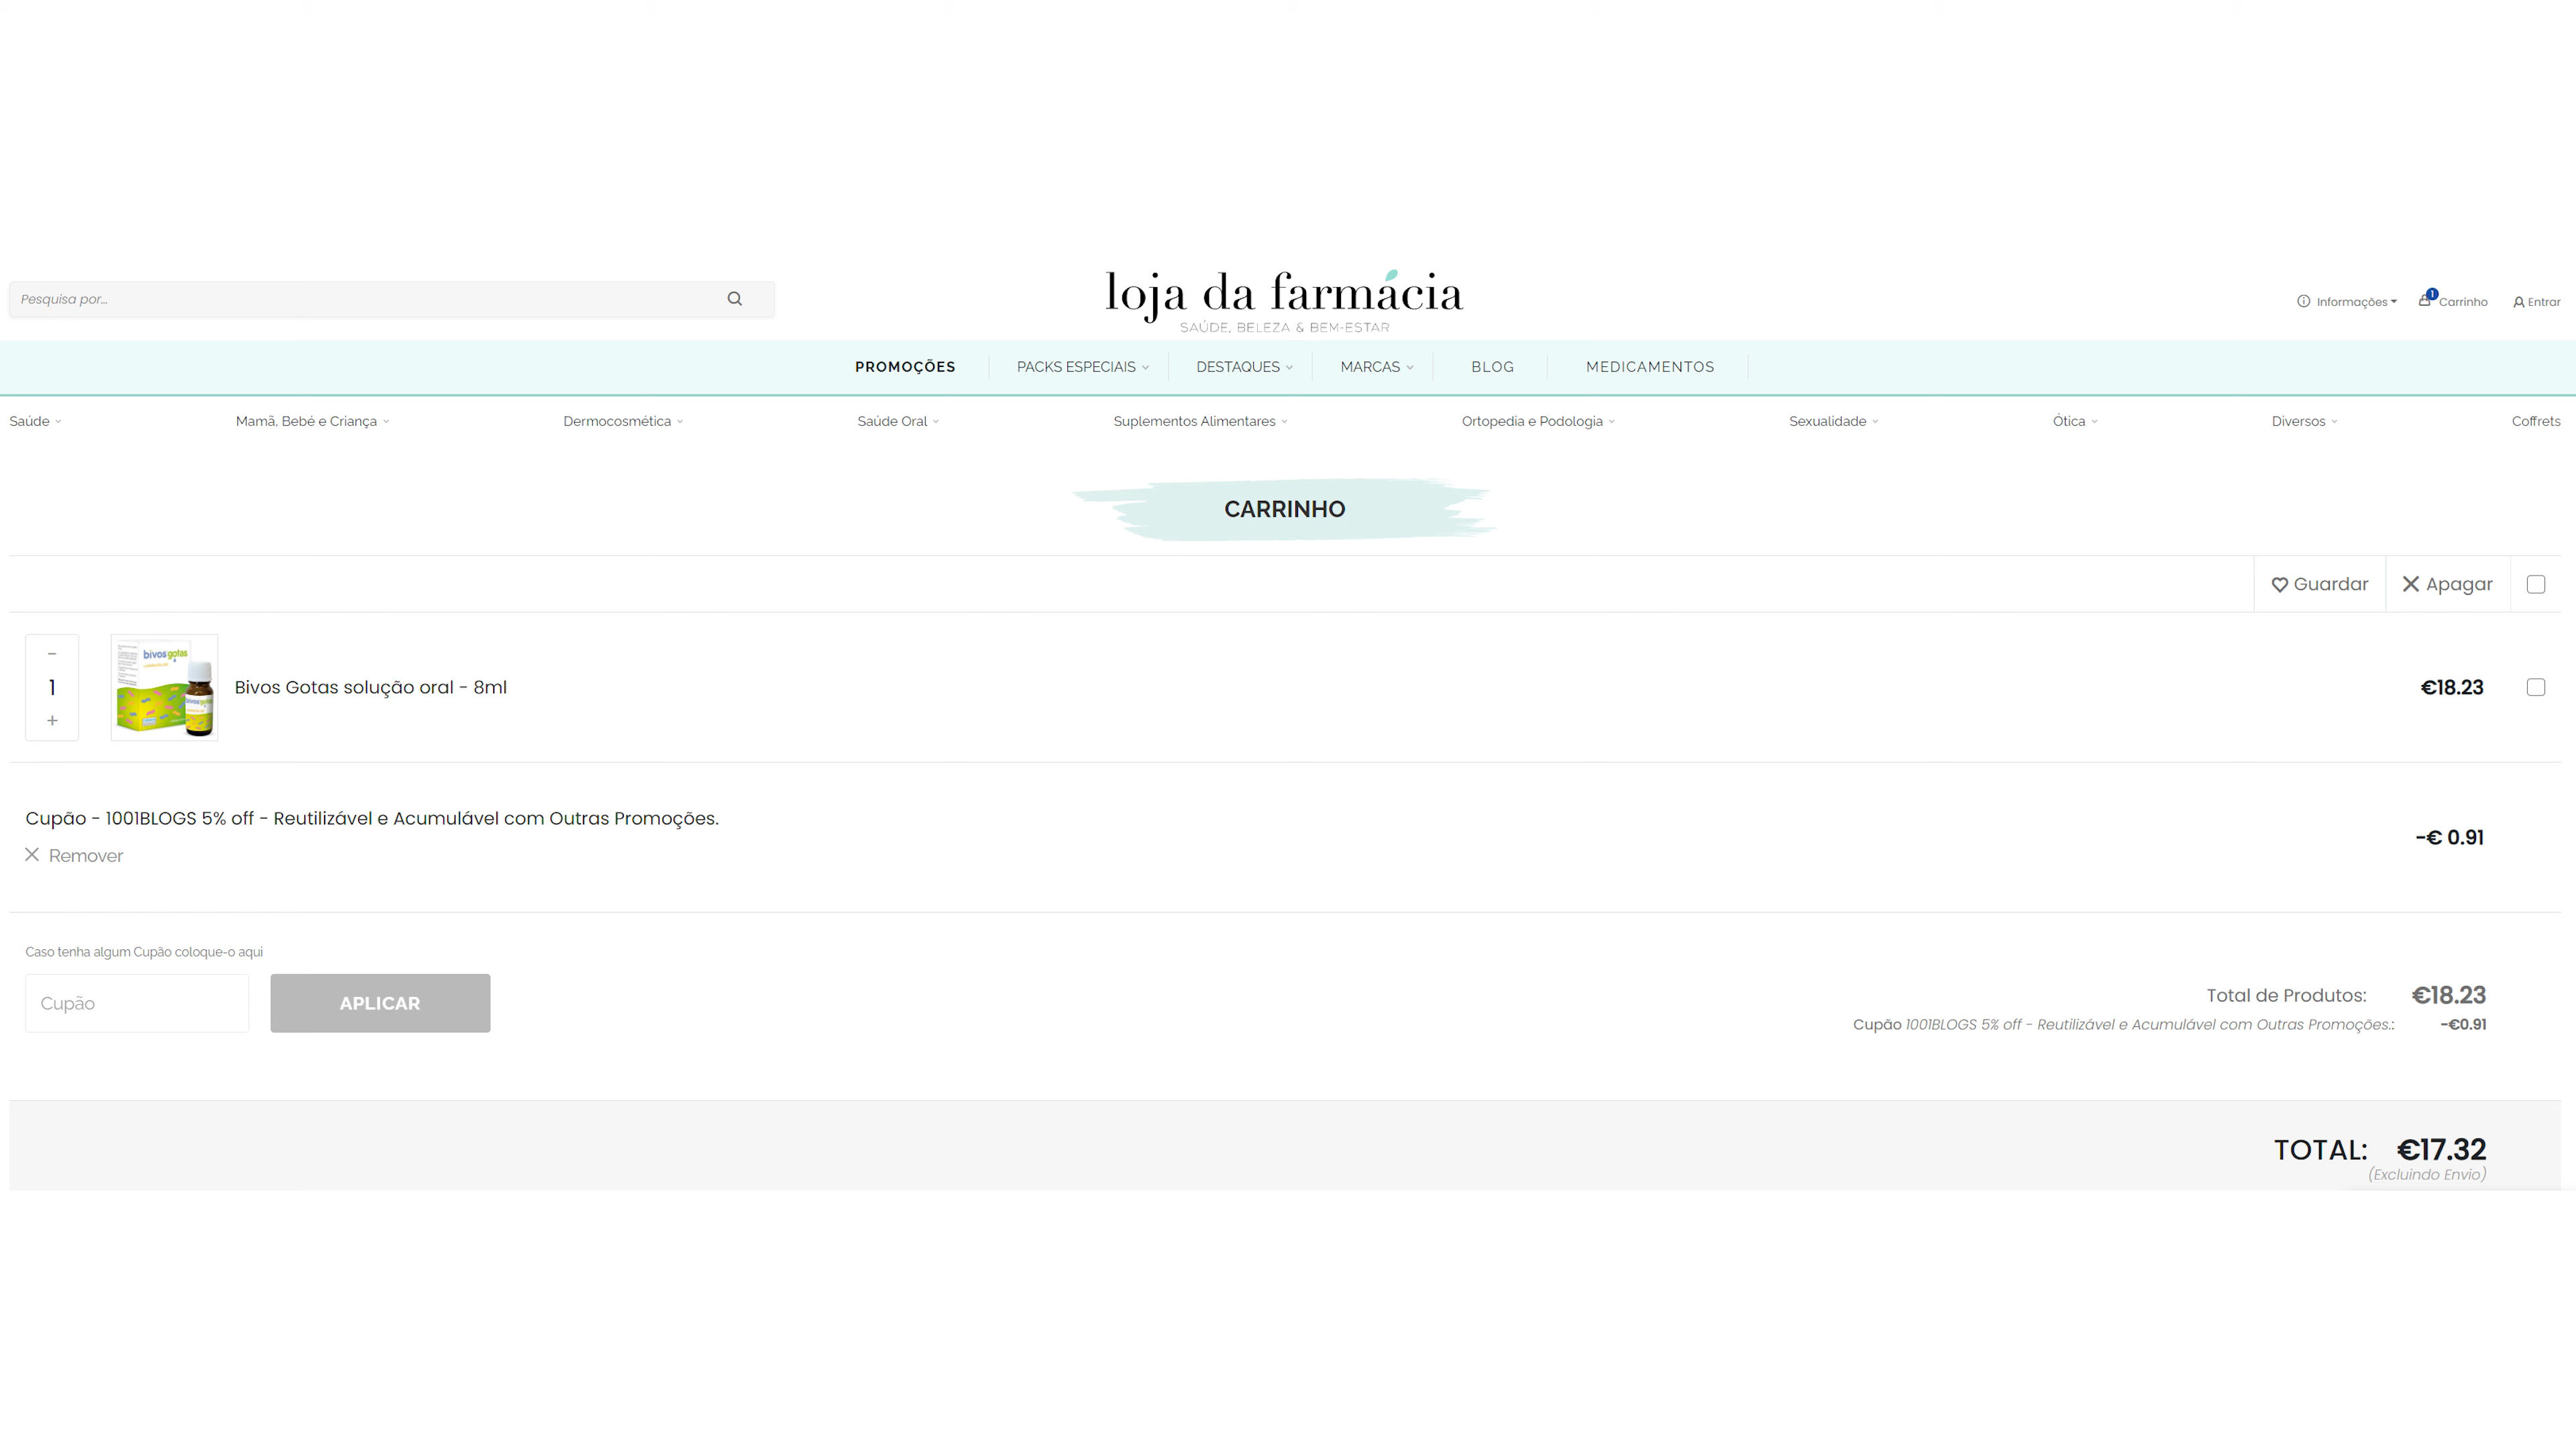 Pesquisa por...
loja da farmácia
SAÚDE, BELEZA & BEM-ESTAR
Informações
1
Carrinho
Entrar
PROMOÇÕES
PACKS ESPECIAIS
DESTAQUES
MARCAS
BLOG
MEDICAMENTOS
Saúde
Mamã, Bebé e Criança
Dermocosmética
Saúde Oral
Suplementos Alimentares
Ortopedia e Podologia
Sexualidade
Ótica
Diversos
Coffrets
CARRINHO
Guardar
Apagar
- 
1
+
bivos gotas
Bivos Gotas solução oral - 8ml
€18.23
Cupão - 1001BLOGS 5% off - Reutilizável e Acumulável com Outras Promoções.
-€ 0.91
Remover
Caso tenha algum Cupão coloque-o aqui
Cupão
APLICAR
Total de Produtos: €18.23
Cupão 1001BLOGS 5% off - Reutilizável e Acumulável com Outras Promoções.: -€0.91
TOTAL: €17.32
(Excluindo Envio)